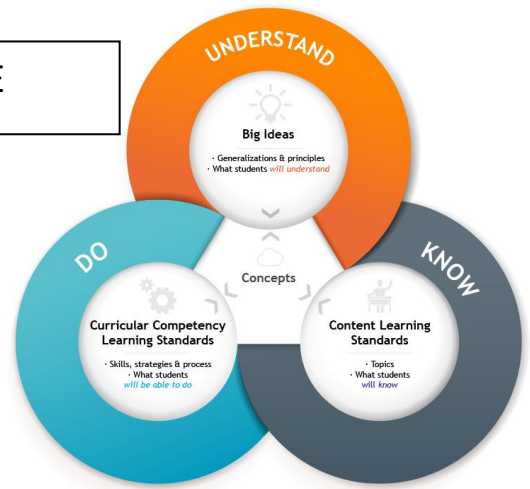 E
UNDERSTAND
Big Ideas
· Generalizations & principles
· What students will understand
DO
KNOW
Concepts
Curricular Competency
Learning Standards
· Skills, strategies & process
· What students
will be able to do
Content Learning
Standards
· Topics
· What students
will know